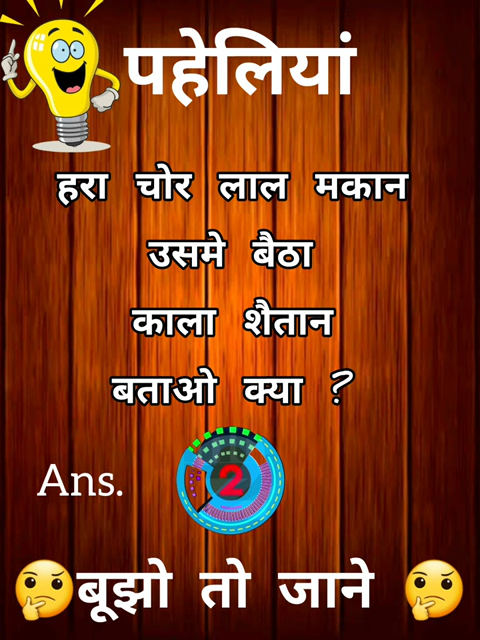 पहेलियां
हरा चोर लाल मकान
उसमे बैठा
काला शैतान
बताओ क्या ?
Ans. 2
बूझो तो जाने